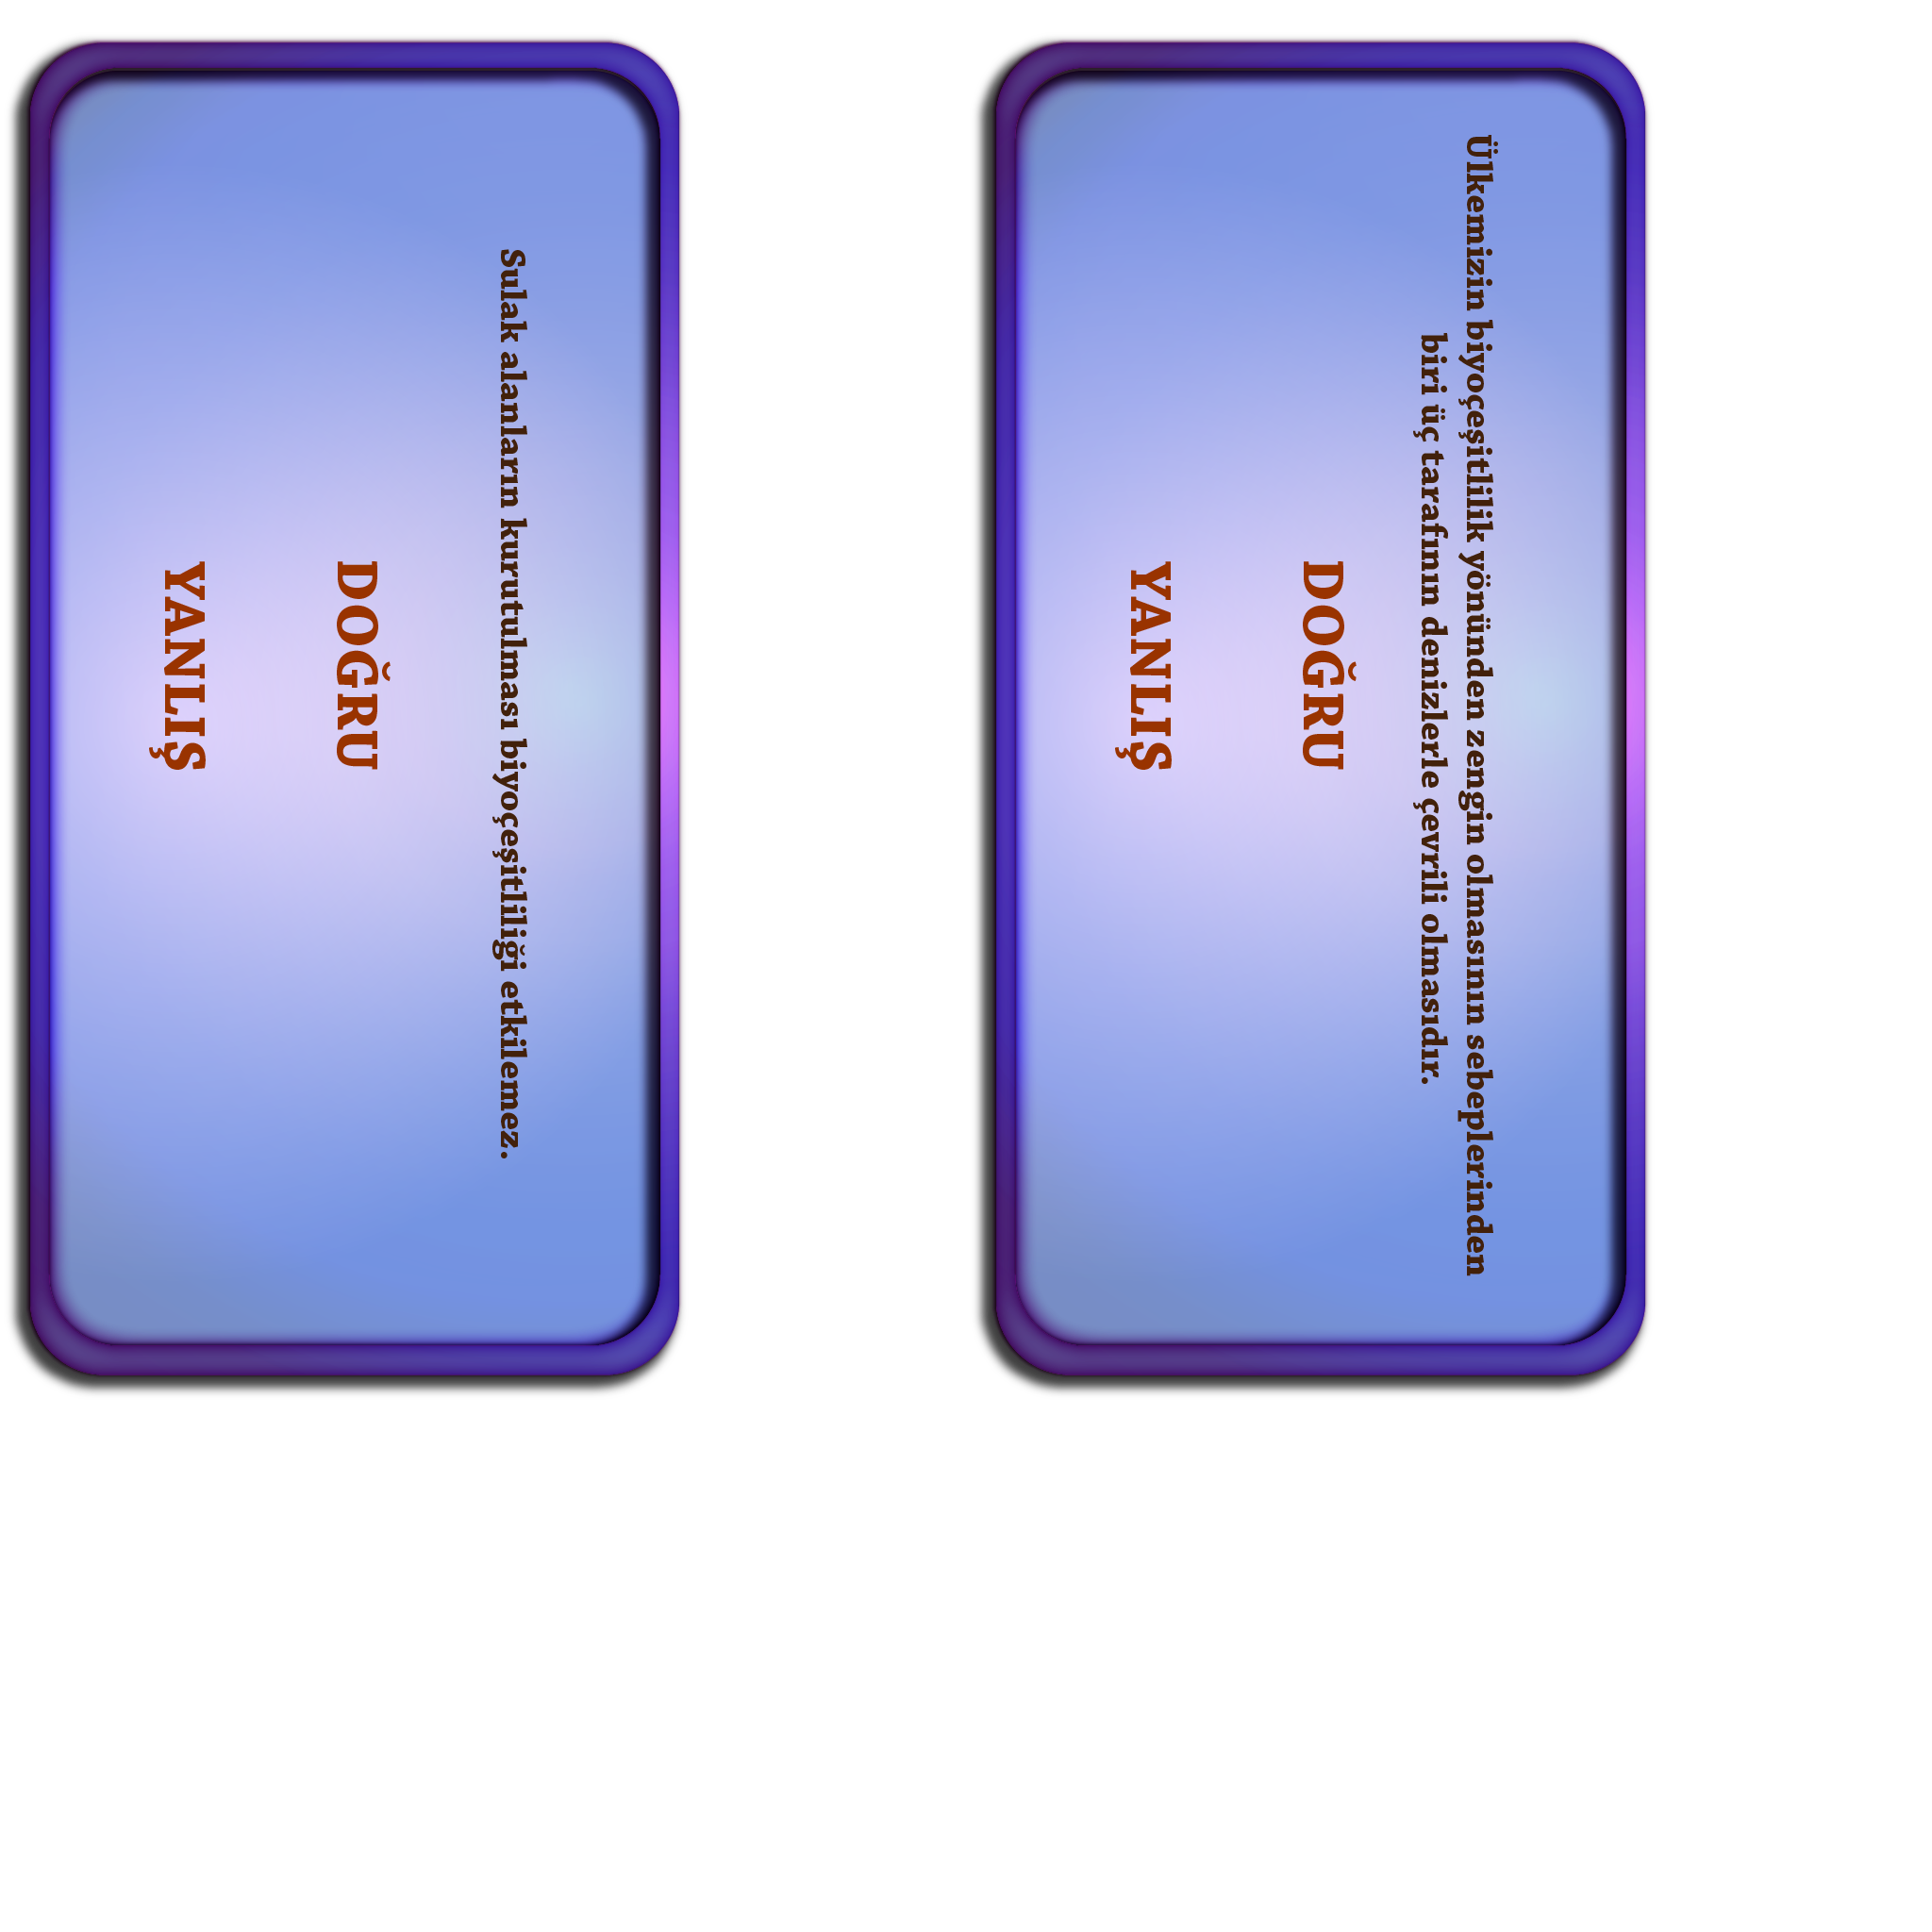 Ülkemizin biyoçeşitlilik yönünden zengin olmasının sebeplerinden
biri üç tarafının denizlerle çevrili olmasıdır.
DOĞRU
YANLIŞ
Sulak alanların kurutulması biyoçeşitliliği etkilemez.
DOĞRU
YANLIŞ